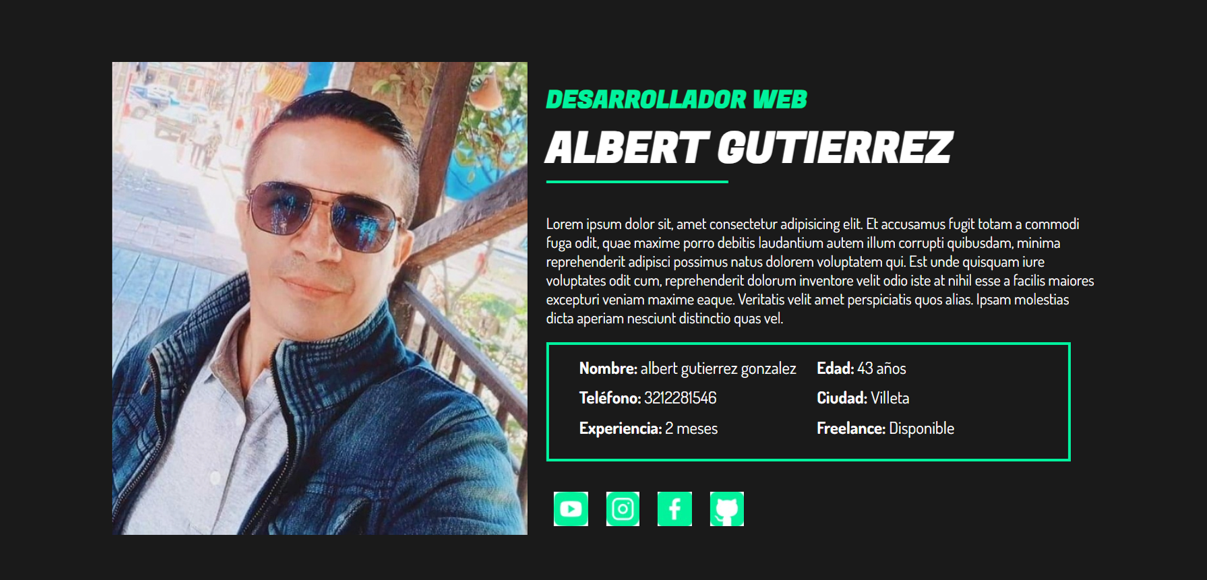 DESARROLLADOR WEB
ALBERT GUTIERREZ
Lorem ipsum dolor sit, amet consectetur adipisicing elit. Et accusamus fugit totam a commodi
fuga odit, quae maxime porro debitis laudantium autem illum corrupti quibusdam, minima
reprehenderit adipisci possimus natus dolorem voluptatem qui. Est unde quisquam iure
voluptates odit cum, reprehenderit dolorum inventore velit odio iste at nihil esse a facilis maiores
excepturi veniam maxime eaque. Veritatis velit amet perspiciatis quos alias. Ipsam molestias
dicta aperiam nesciunt distinctio quas vel.
Nombre: albert gutierrez gonzalez Edad: 43 años
Teléfono: 3212281546 Ciudad: Villeta
Experiencia: 2 meses Freelance: Disponible